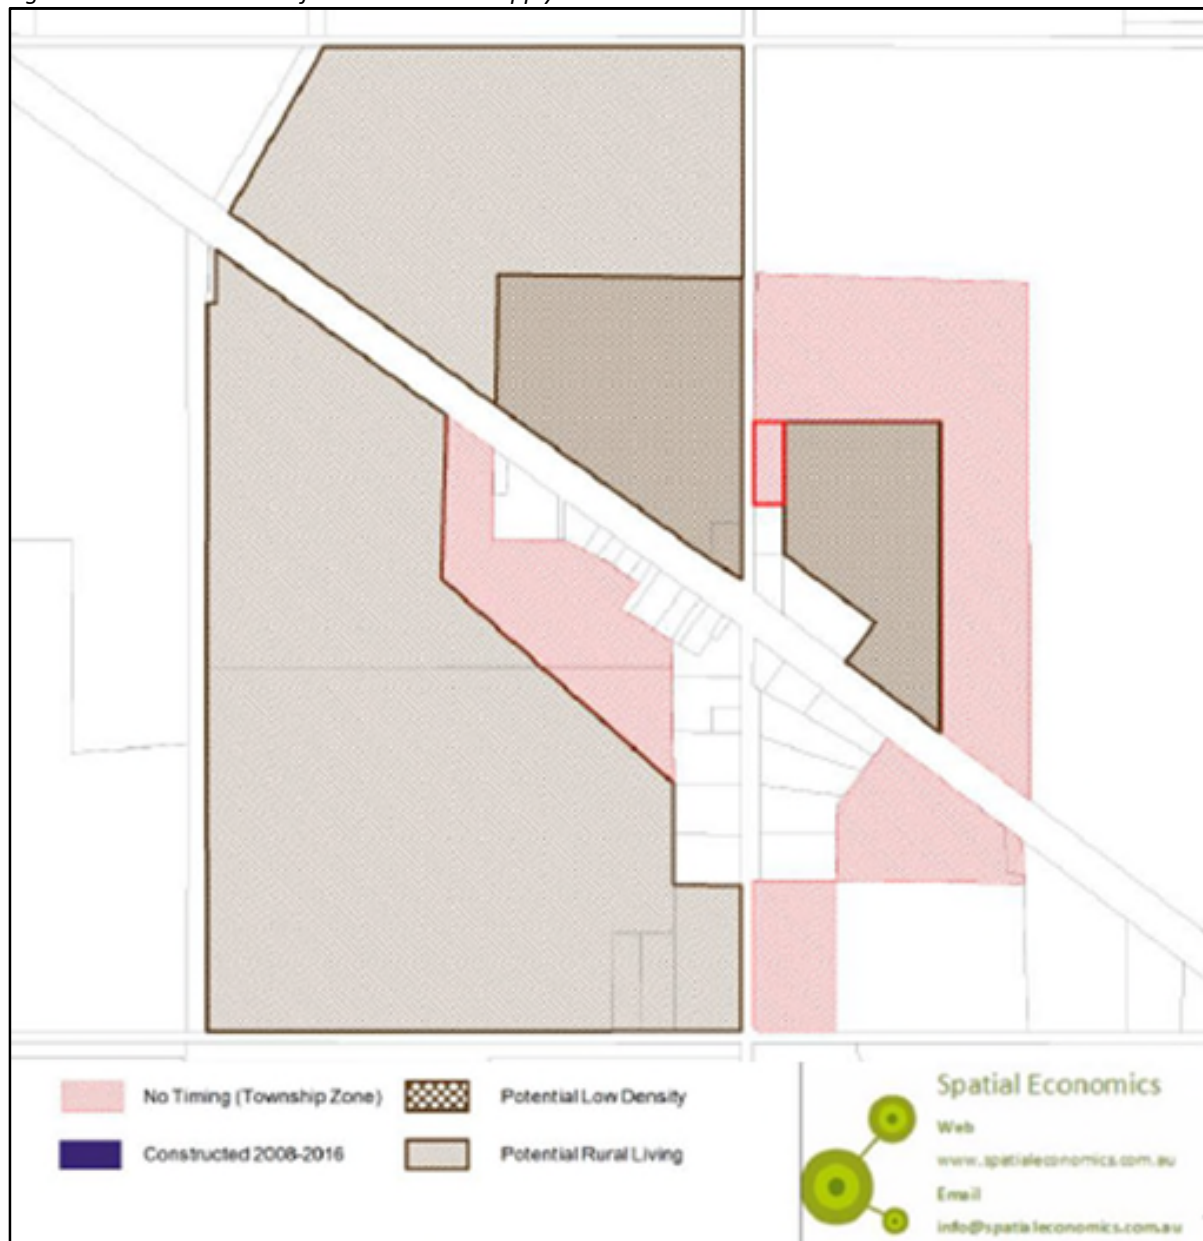 No Timing (Township Zone)
Potential Low Density
Constructed 2008-2016
Potential Rural Living
Spatial Economics
Web
www.spatialeconomics.com.au
Email
info@spatialeconomics.com.au